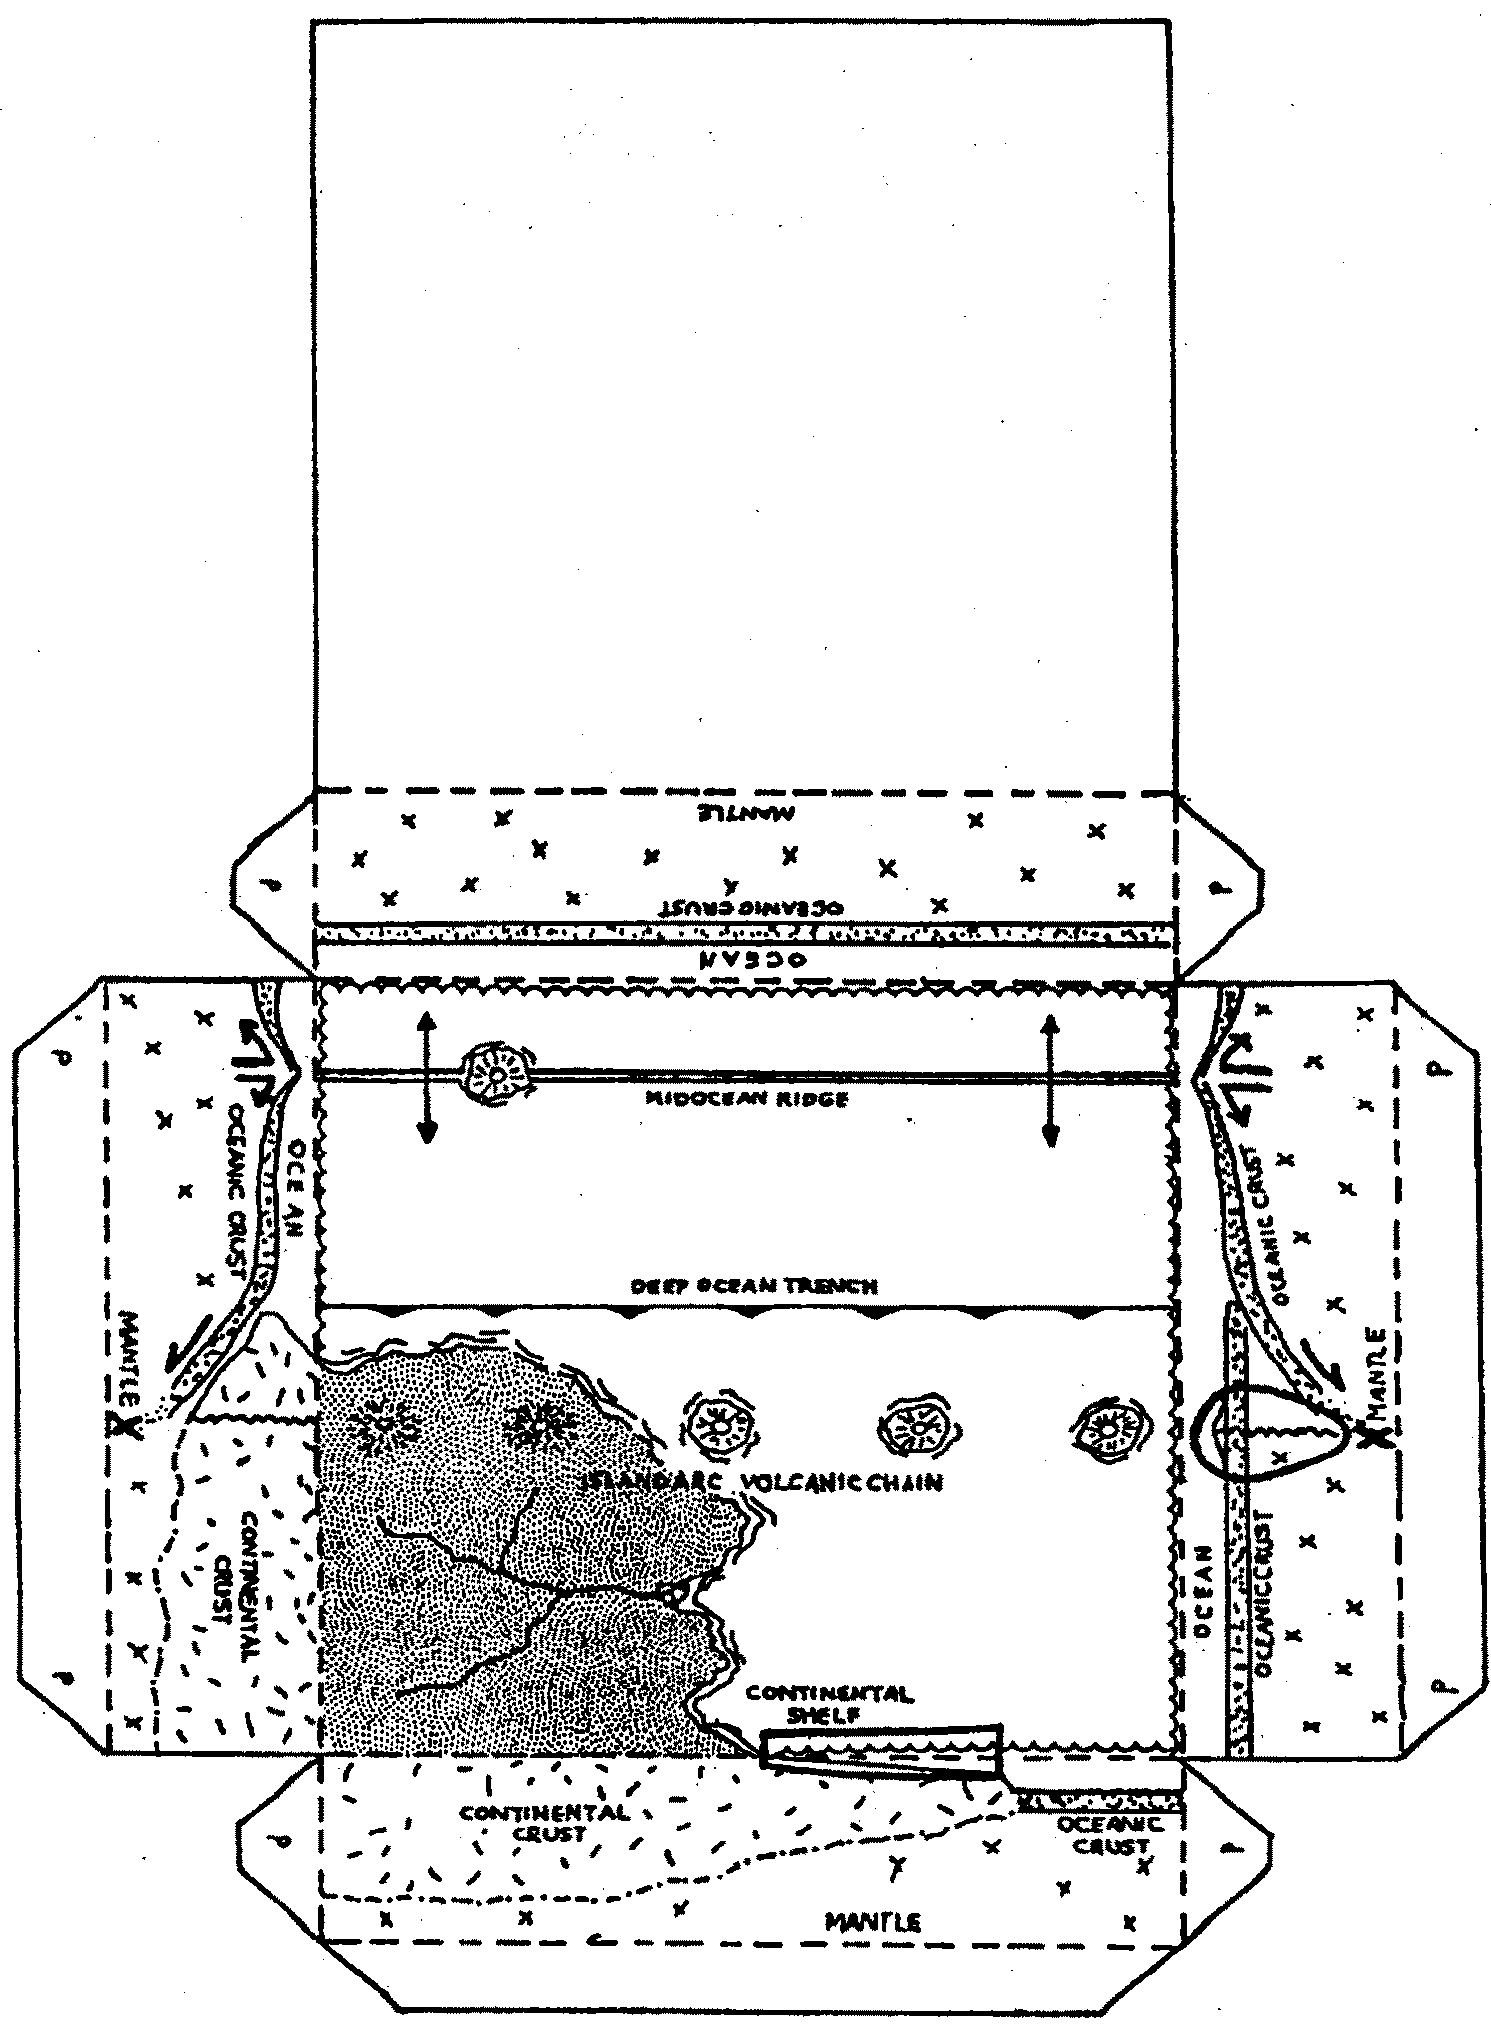 MANTLE
P
P
OCEANIC CRUST
OCEAN
P
P
MIDOCEAN RIDGE
OCEANIC CRUST
OCEAN
OCEANIC CRUST
DEEP OCEAN TRENCH
MANTLE
MANTLE
ISLAND ARC VOLCANIC CHAIN
CONTINENTAL
CRUST
OCEAN
OCEANIC CRUST
P
P
CONTINENTAL
SHELF
CONTINENTAL
CRUST
OCEANIC
CRUST
P
P
MANTLE